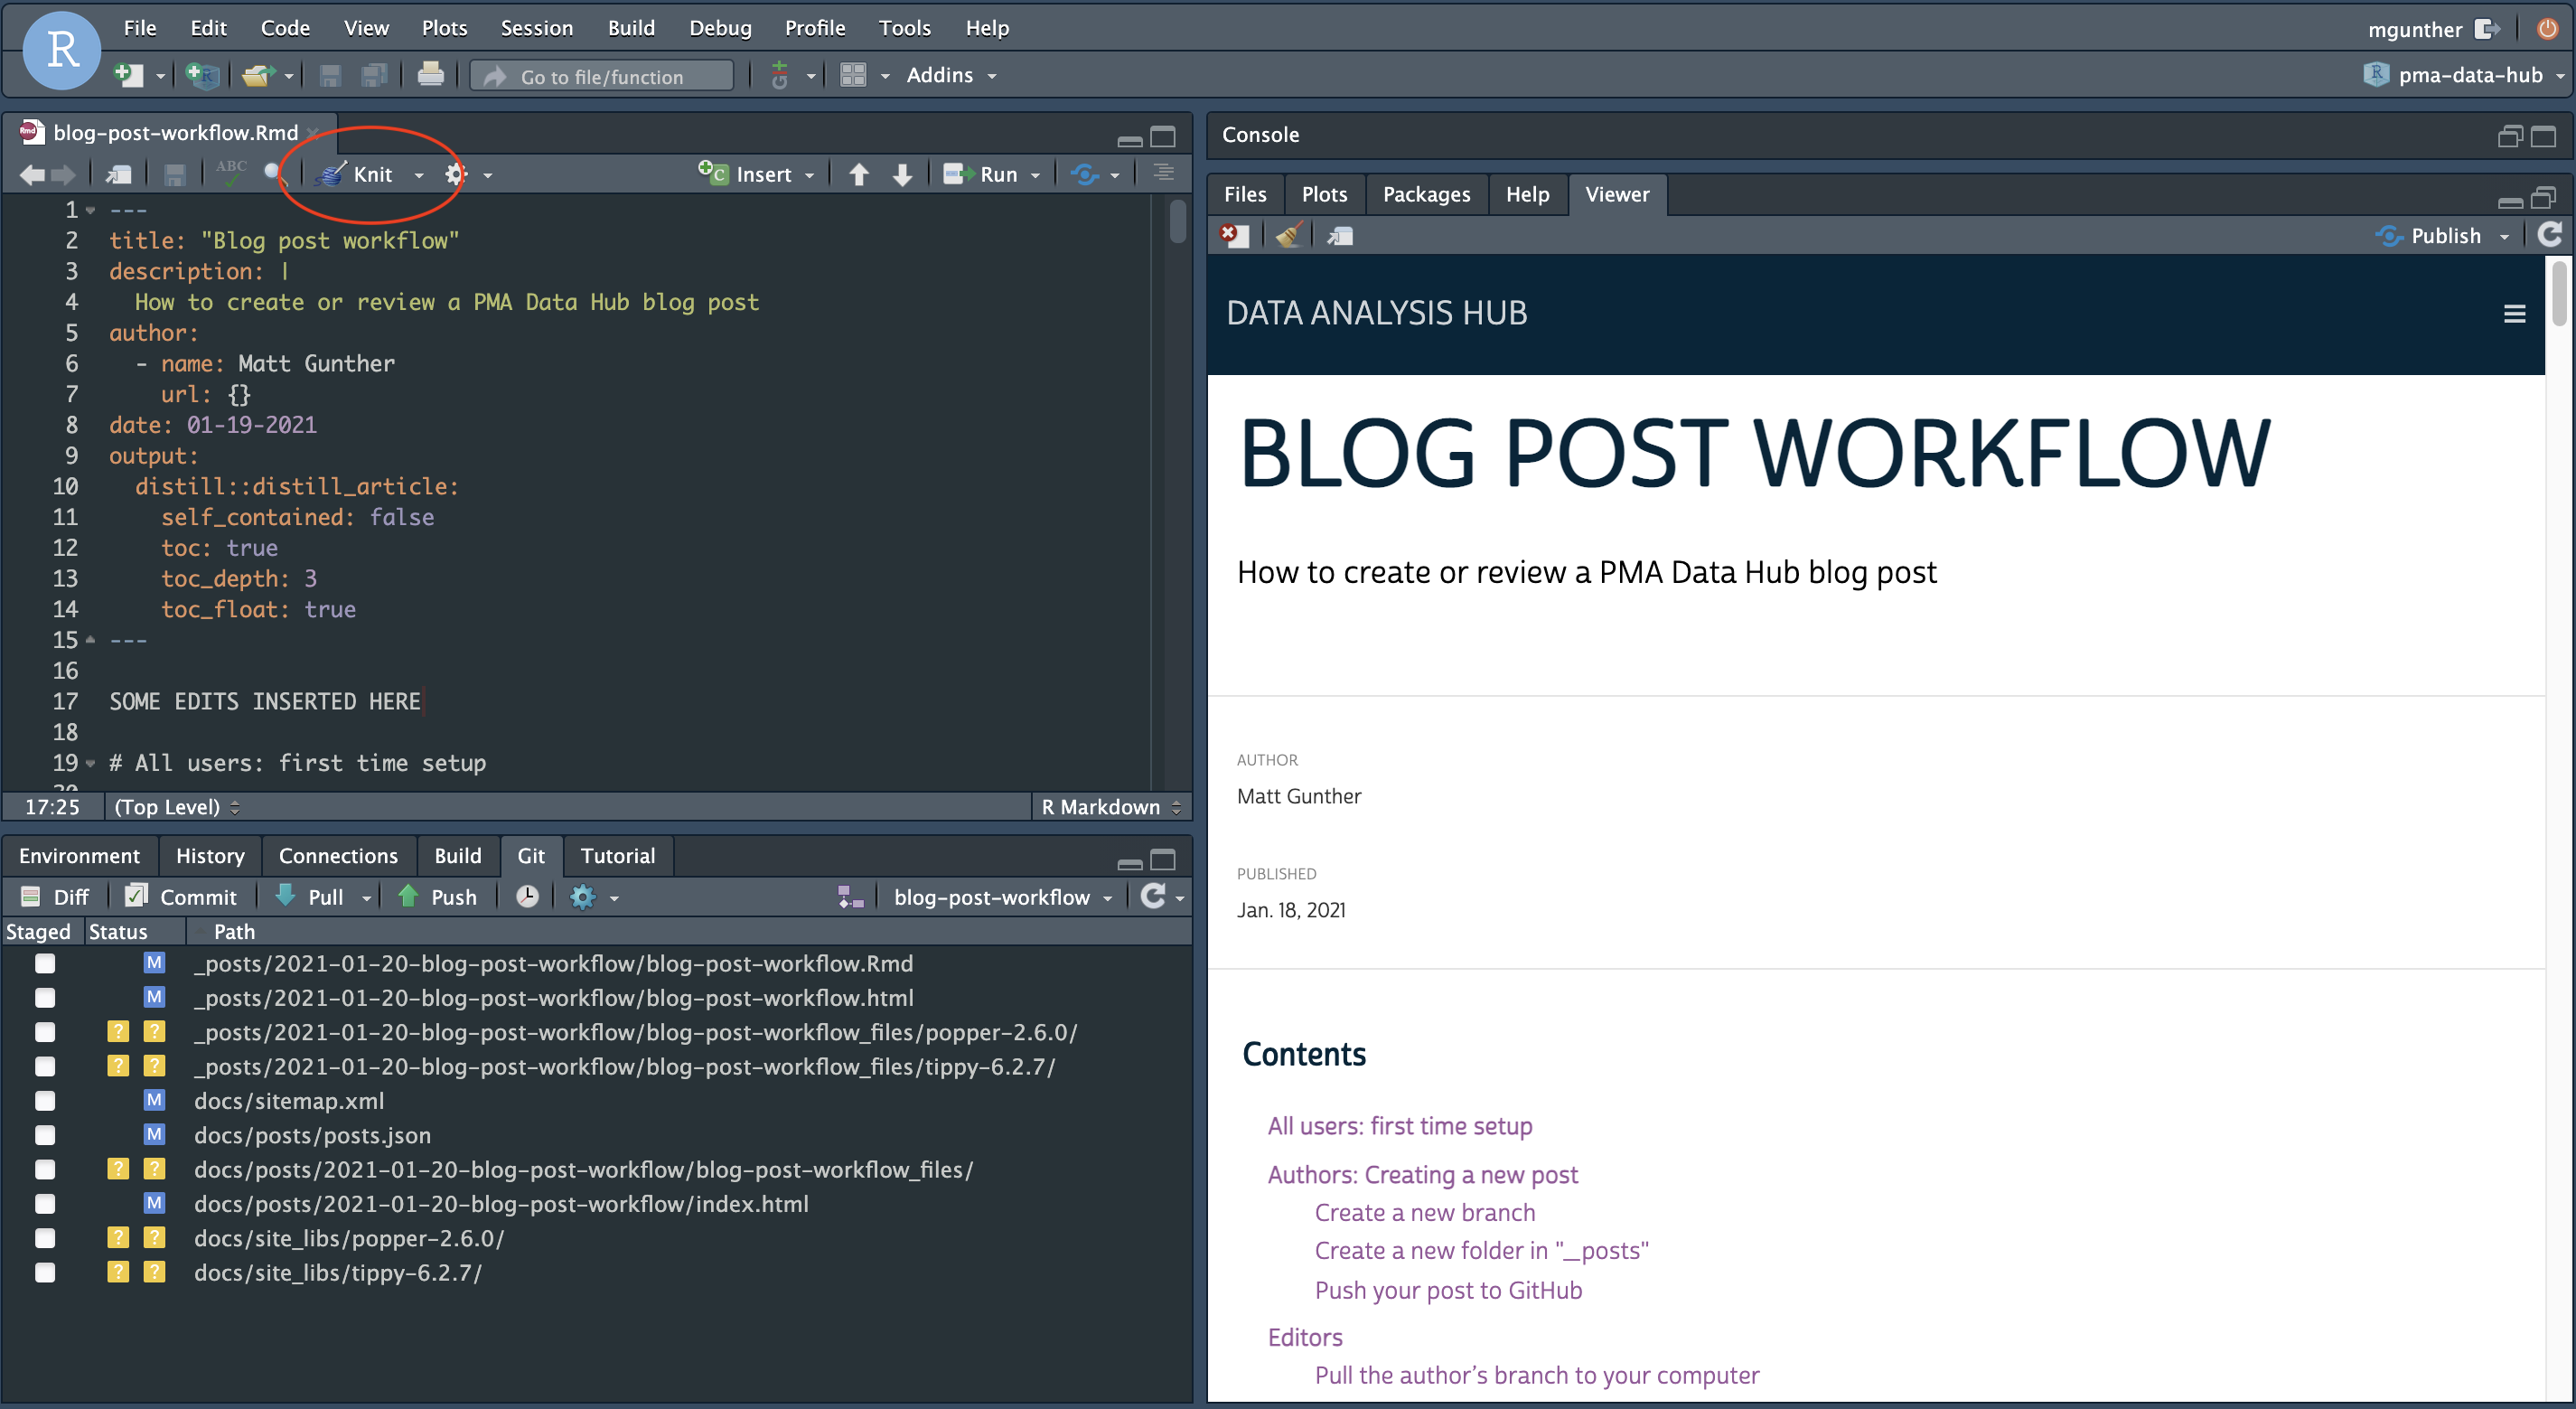 R
File Edit Code View Plots Session Build Debug Profile Tools Help
mgunther
Go to file/function
Addins
pma-data-hub
blog-post-workflow.Rmd
ABC
Knit
Insert
Run
1 ---
2 title: "Blog post workflow"
3 description: |
4 How to create or review a PMA Data Hub blog post
5 author:
6 - name: Matt Gunther
7 url: {}
8 date: 01-19-2021
9 output:
10 distill::distill_article:
11 self_contained: false
12 toc: true
13 toc_depth: 3
14 toc_float: true
15 ---
16
17 SOME EDITS INSERTED HERE
18
19 # All users: first time setup
17:25 (Top Level) R Markdown
Environment History Connections Build Git Tutorial
Diff Commit Pull Push blog-post-workflow
Staged Status Path
M _posts/2021-01-20-blog-post-workflow/blog-post-workflow.Rmd
M _posts/2021-01-20-blog-post-workflow/blog-post-workflow.html
? ? _posts/2021-01-20-blog-post-workflow/blog-post-workflow_files/popper-2.6.0/
? ? _posts/2021-01-20-blog-post-workflow/blog-post-workflow_files/tippy-6.2.7/
M docs/sitemap.xml
M docs/posts/posts.json
? ? docs/posts/2021-01-20-blog-post-workflow/blog-post-workflow_files/
M docs/posts/2021-01-20-blog-post-workflow/index.html
? ? docs/site_libs/popper-2.6.0/
? ? docs/site_libs/tippy-6.2.7/
Console
Files Plots Packages Help Viewer
Publish
DATA ANALYSIS HUB
BLOG POST WORKFLOW
How to create or review a PMA Data Hub blog post
AUTHOR
Matt Gunther
PUBLISHED
Jan. 18, 2021
Contents
All users: first time setup
Authors: Creating a new post
Create a new branch
Create a new folder in "_posts"
Push your post to GitHub
Editors
Pull the author's branch to your computer